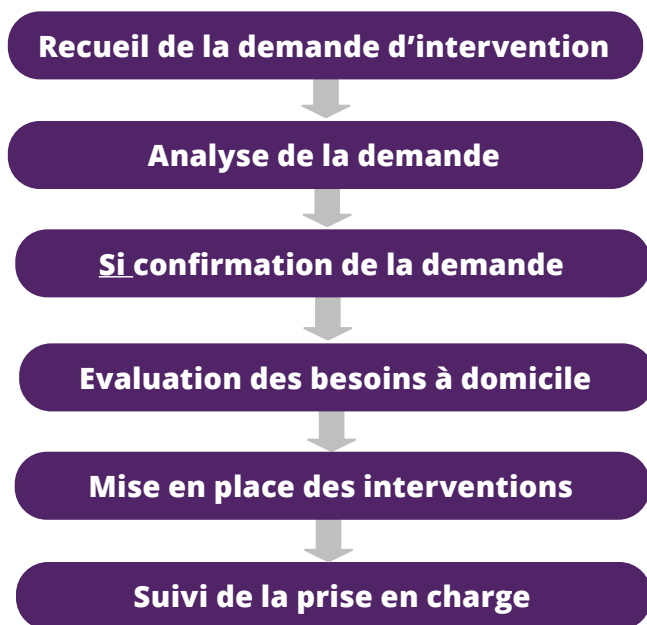 Recueil de la demande d’intervention
Analyse de la demande
Si confirmation de la demande
Evaluation des besoins à domicile
Mise en place des interventions
Suivi de la prise en charge